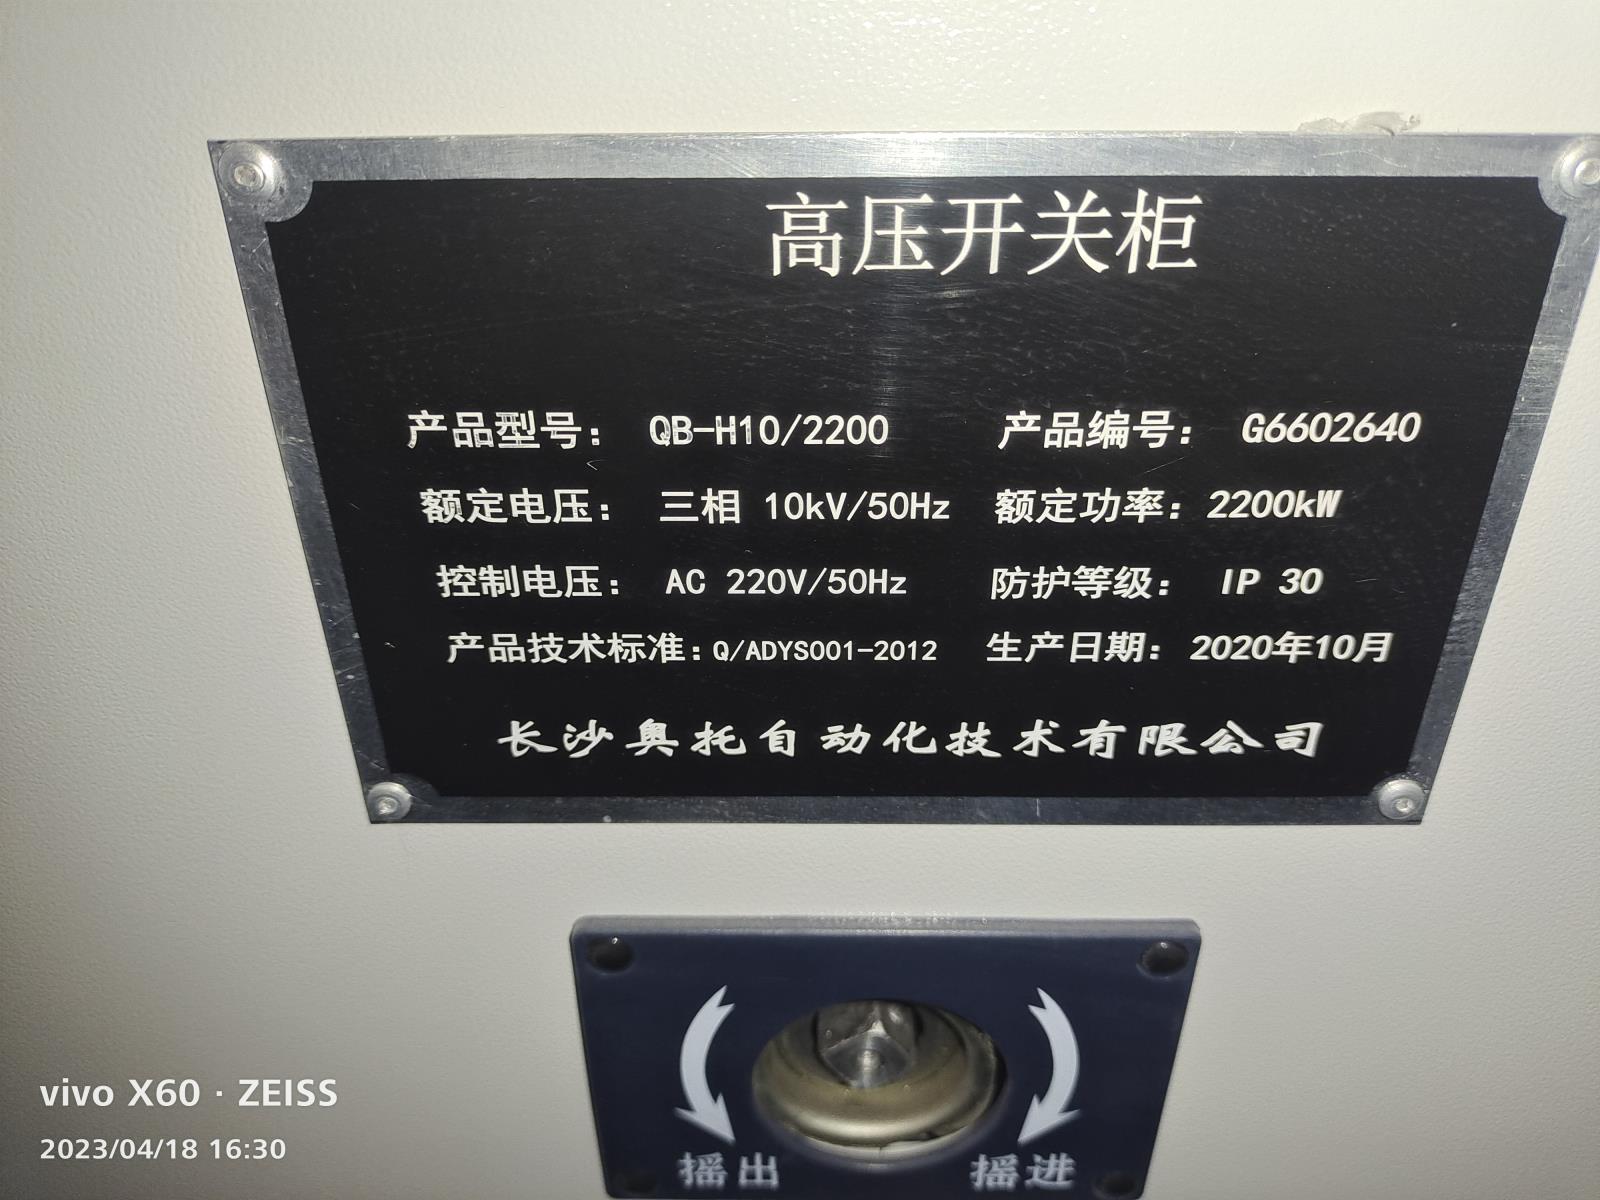 高压开关柜
产品型号： QB-H10/2200 产品编号： G6602640
额定电压： 三相 10kV/50Hz 额定功率：2200kW
控制电压： AC 220V/50Hz 防护等级： IP 30
产品技术标准：Q/ADYS001-2012 生产日期：2020年10月
长沙奥托自动化技术有限公司
摇出 摇进
vivo X60 · ZEISS
2023/04/18 16:30